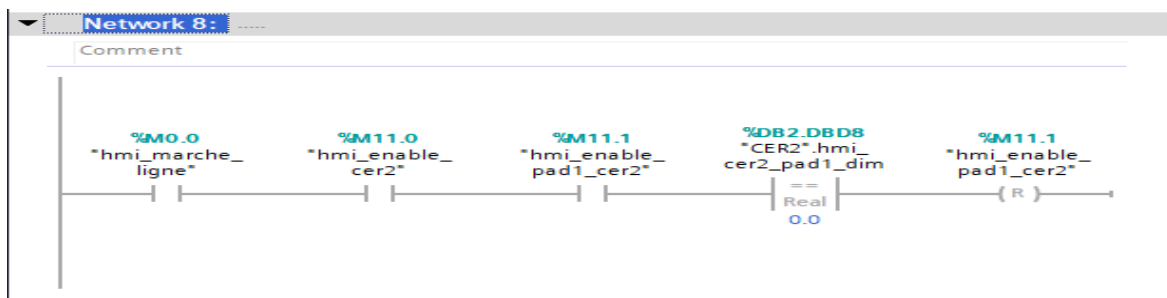 Network 8: .....
Comment
%M0.0
"hmi_marche_
ligne"
%M11.0
"hmi_enable_
cer2"
%M11.1
"hmi_enable_
pad1_cer2"
%DB2.DBD8
"CER2".hmi_
cer2_pad1_dim
==
Real
0.0
%M11.1
"hmi_enable_
pad1_cer2"
R